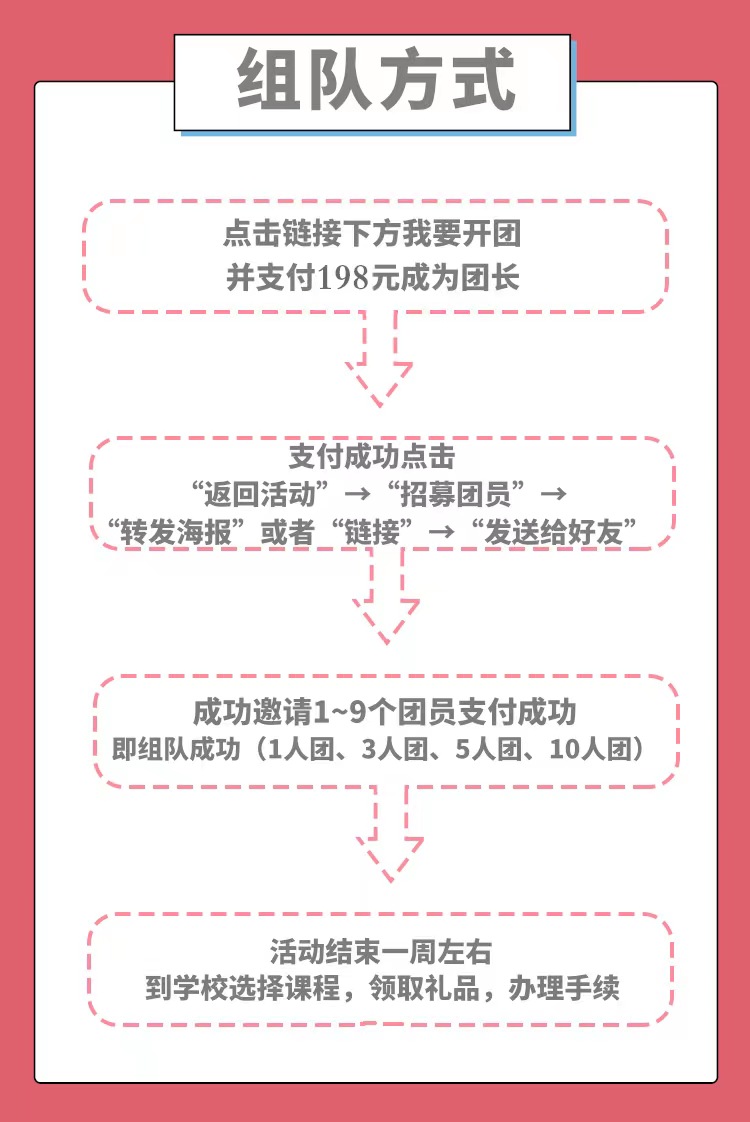 组队方式
点击链接下方我要开团
并支付198元成为团长
支付成功点击
“返回活动”→“招募团员”→
“转发海报”或者“链接”→“发送给好友”
成功邀请1~9个团员支付成功
即组队成功（1人团、3人团、5人团、10人团）
活动结束一周左右
到学校选择课程，领取礼品，办理手续